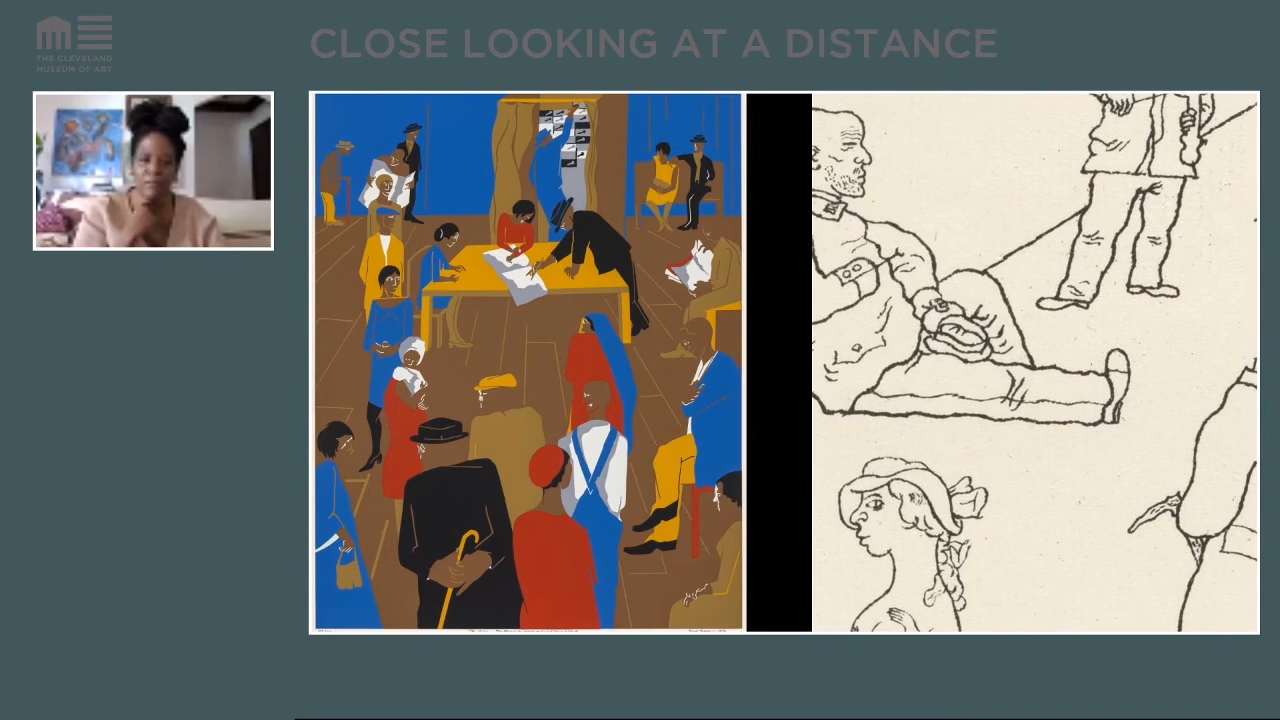 CLOSE LOOKING AT A DISTANCE
THE CLEVELAND
MUSEUM OF ART